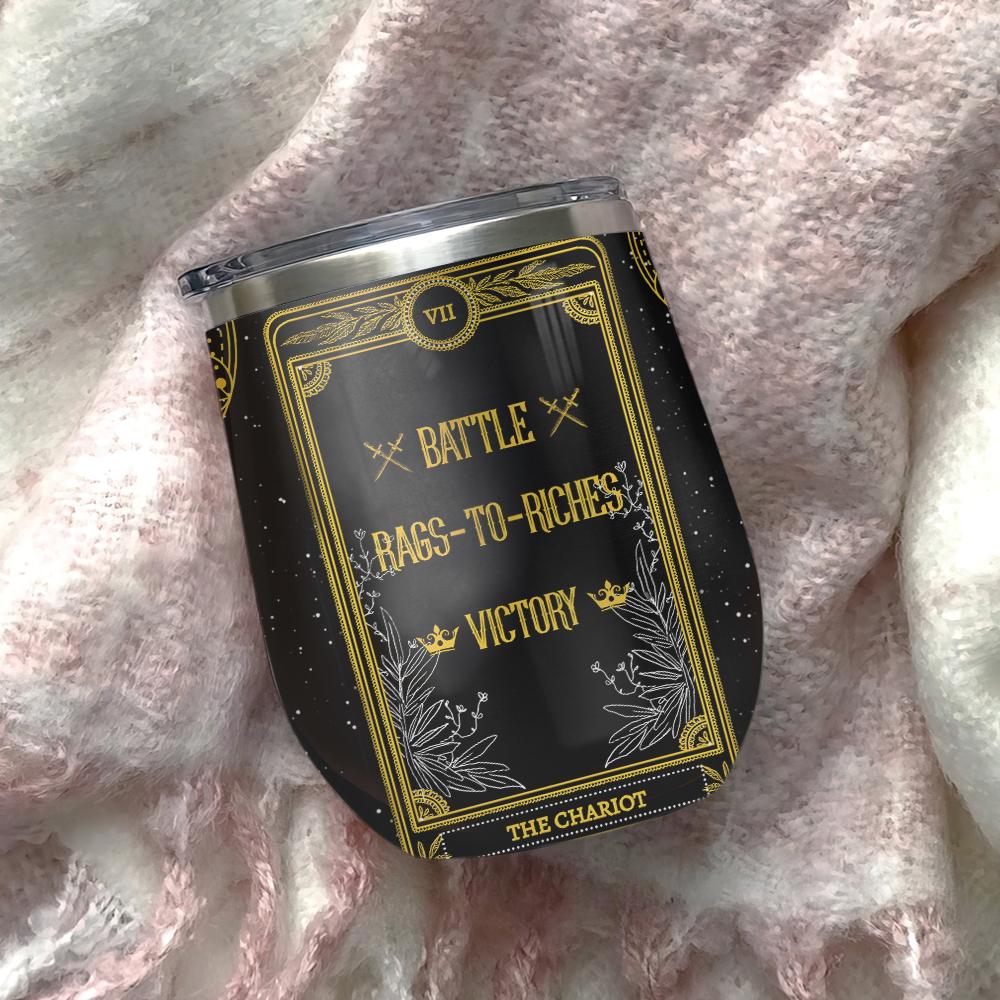 VII
BATTLE
RAGS-TO-RICHES
VICTORY
THE CHARIOT